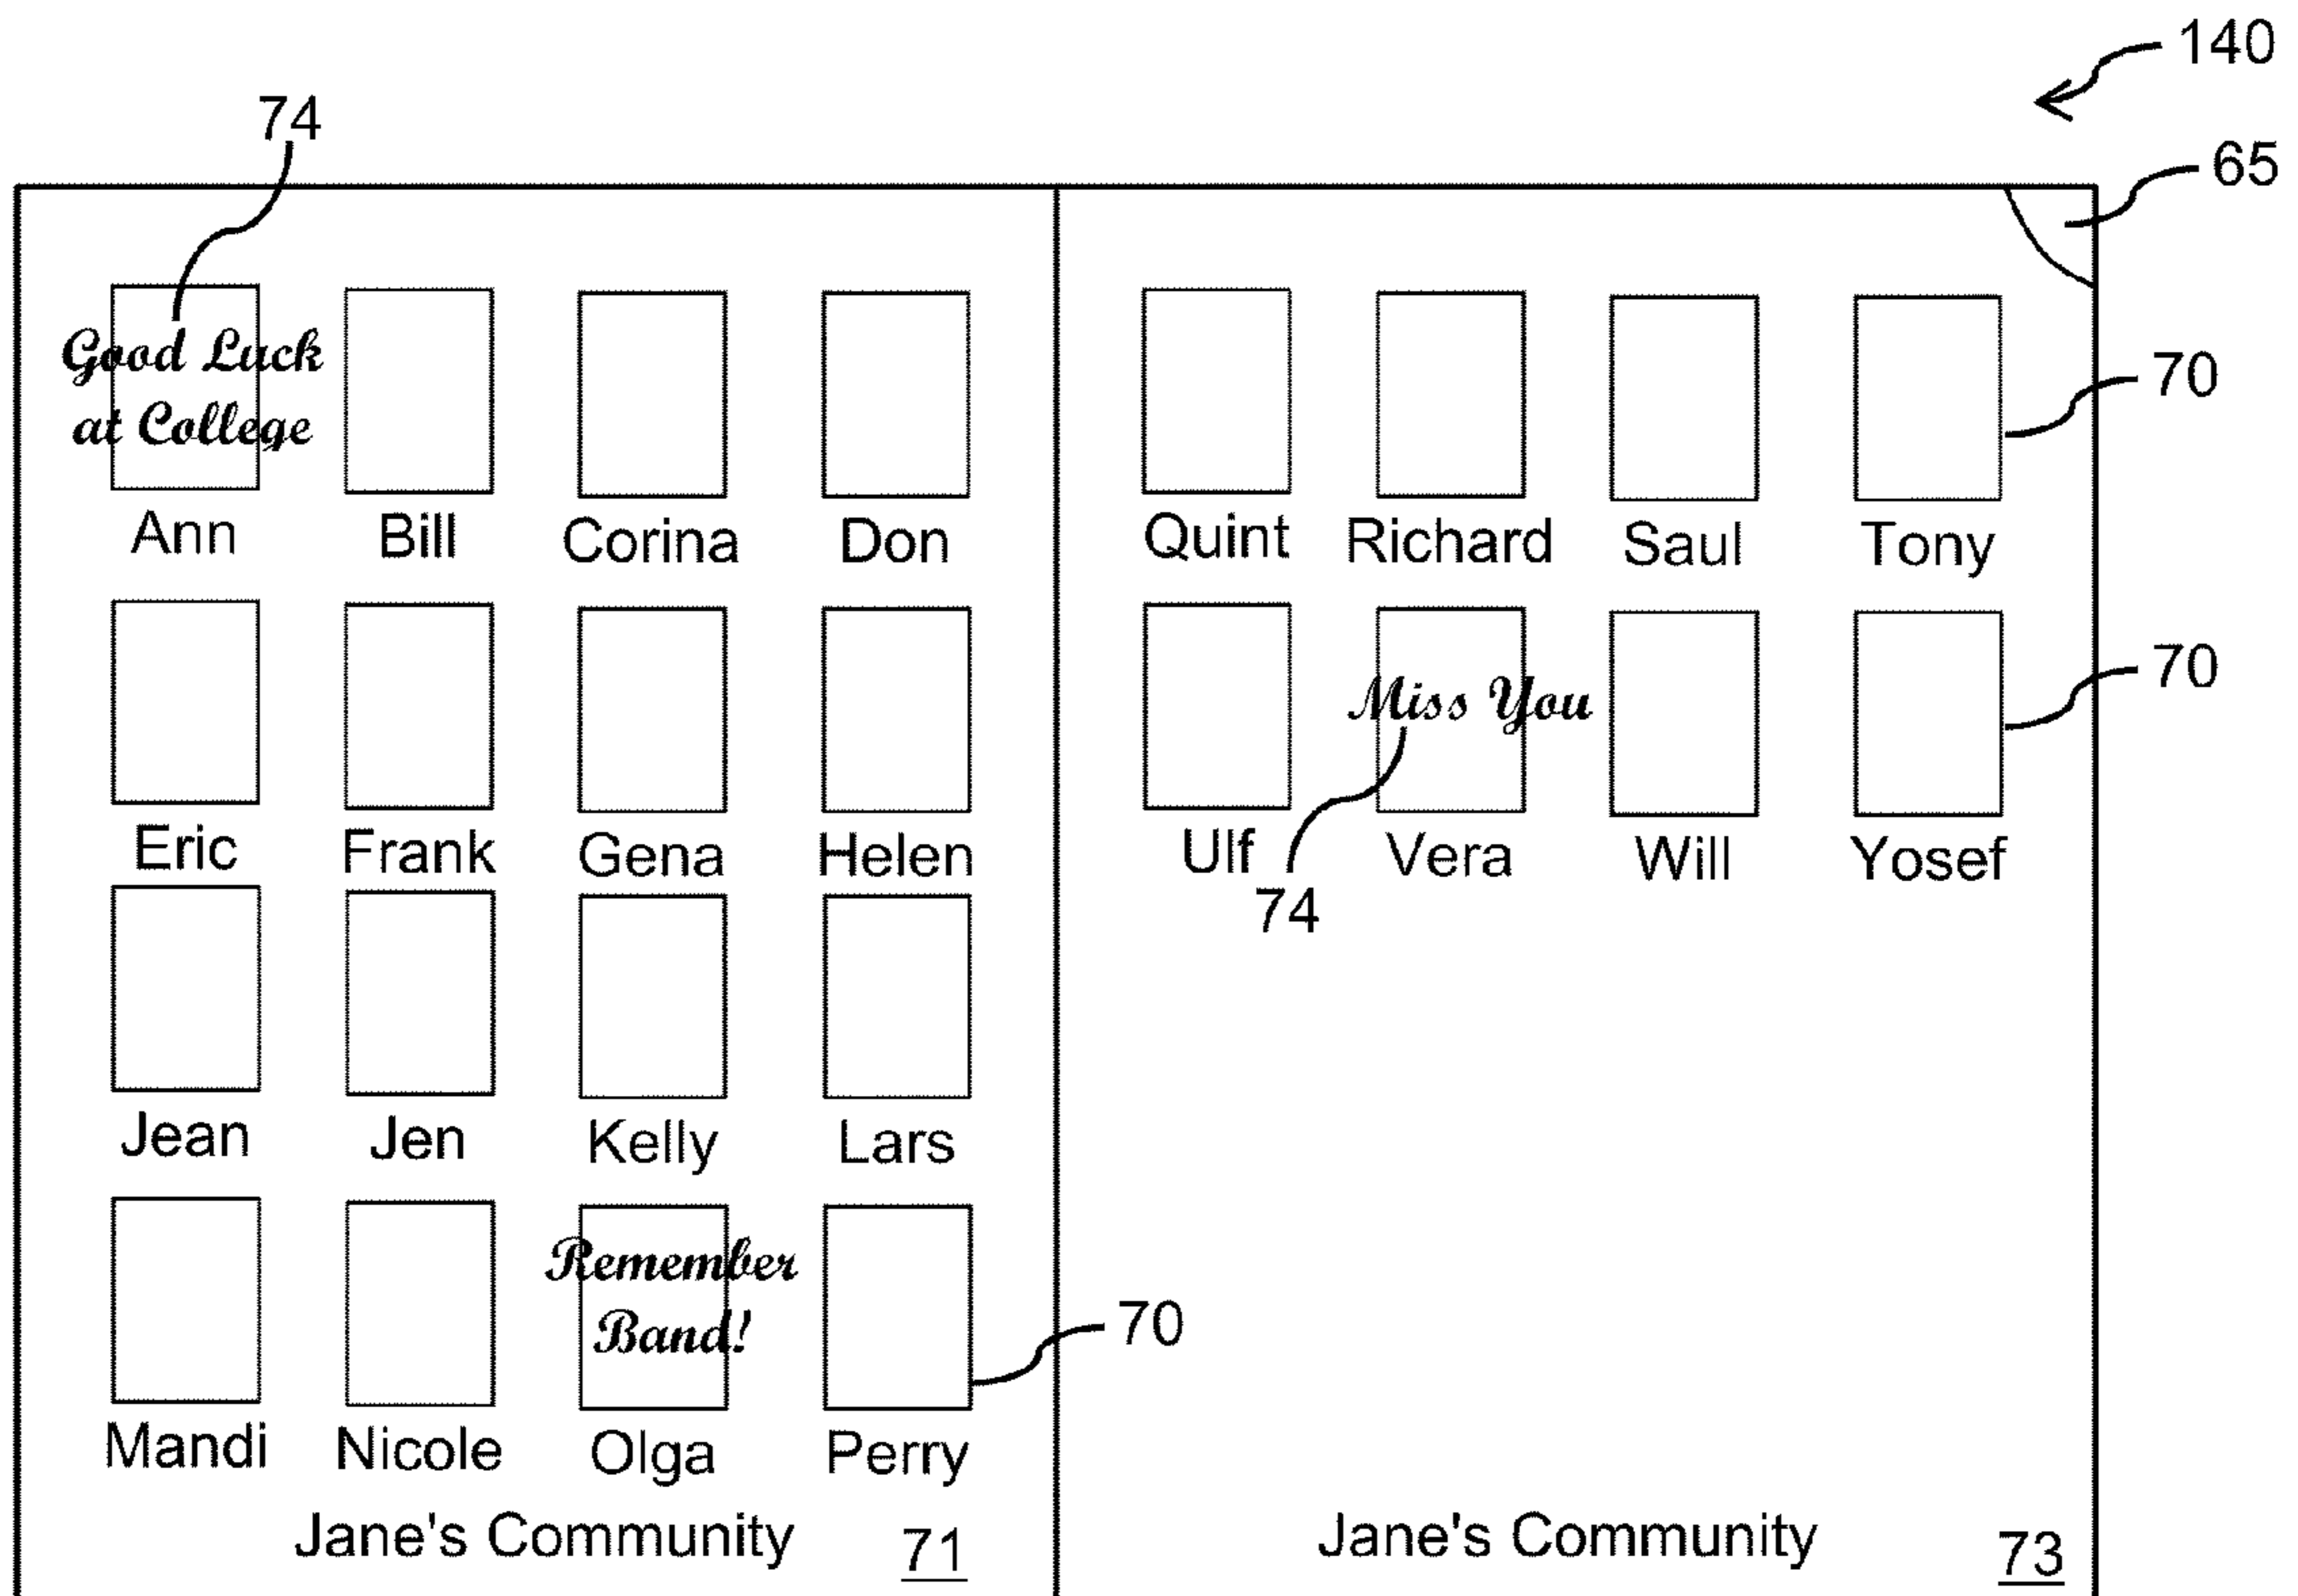 140
74
65
Good Luck
at College
70
Ann Bill Corina Don
Quint Richard Saul Tony
Miss You
70
Eric Frank Gena Helen
Ulf Vera Will Yosef
74
Jean Jen Kelly Lars
Remember
Band!
70
Mandi Nicole Olga Perry
Jane's Community 71
Jane's Community 73